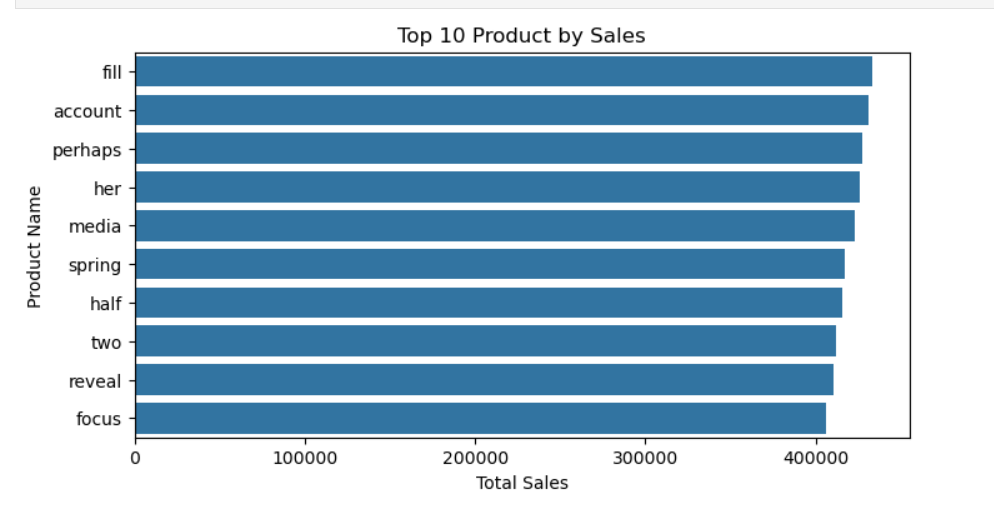 Top 10 Product by Sales
Product Name
fill
account
perhaps
her
media
spring
half
two
reveal
focus
0 100000 200000 300000 400000
Total Sales